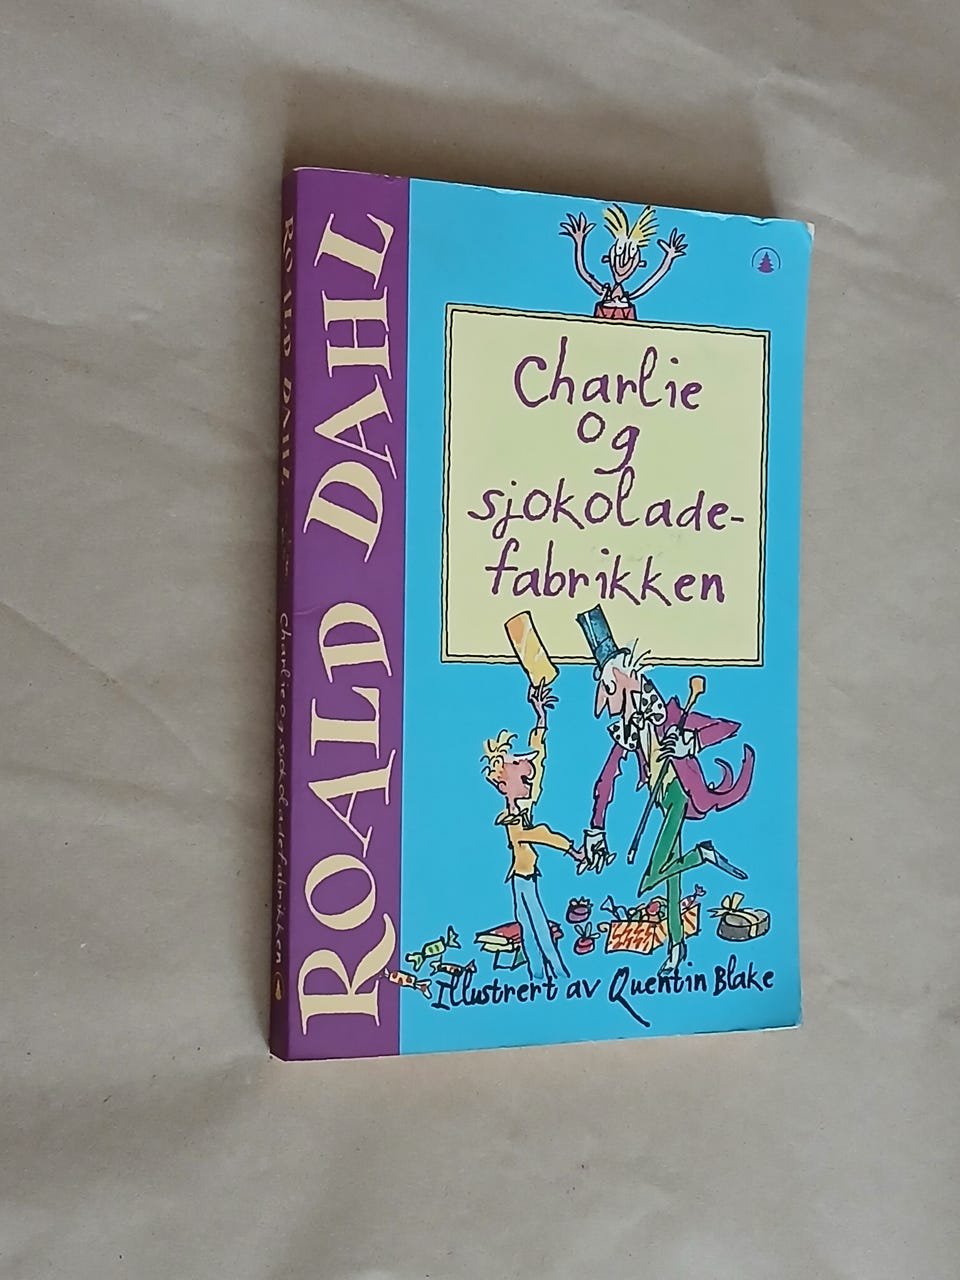 ROALD DAHL
Charlie
og
sjokolade-
fabrikken
Illustrert av Quentin Blake
ROALD DAHL
Charlie og sjokoladefabrikken